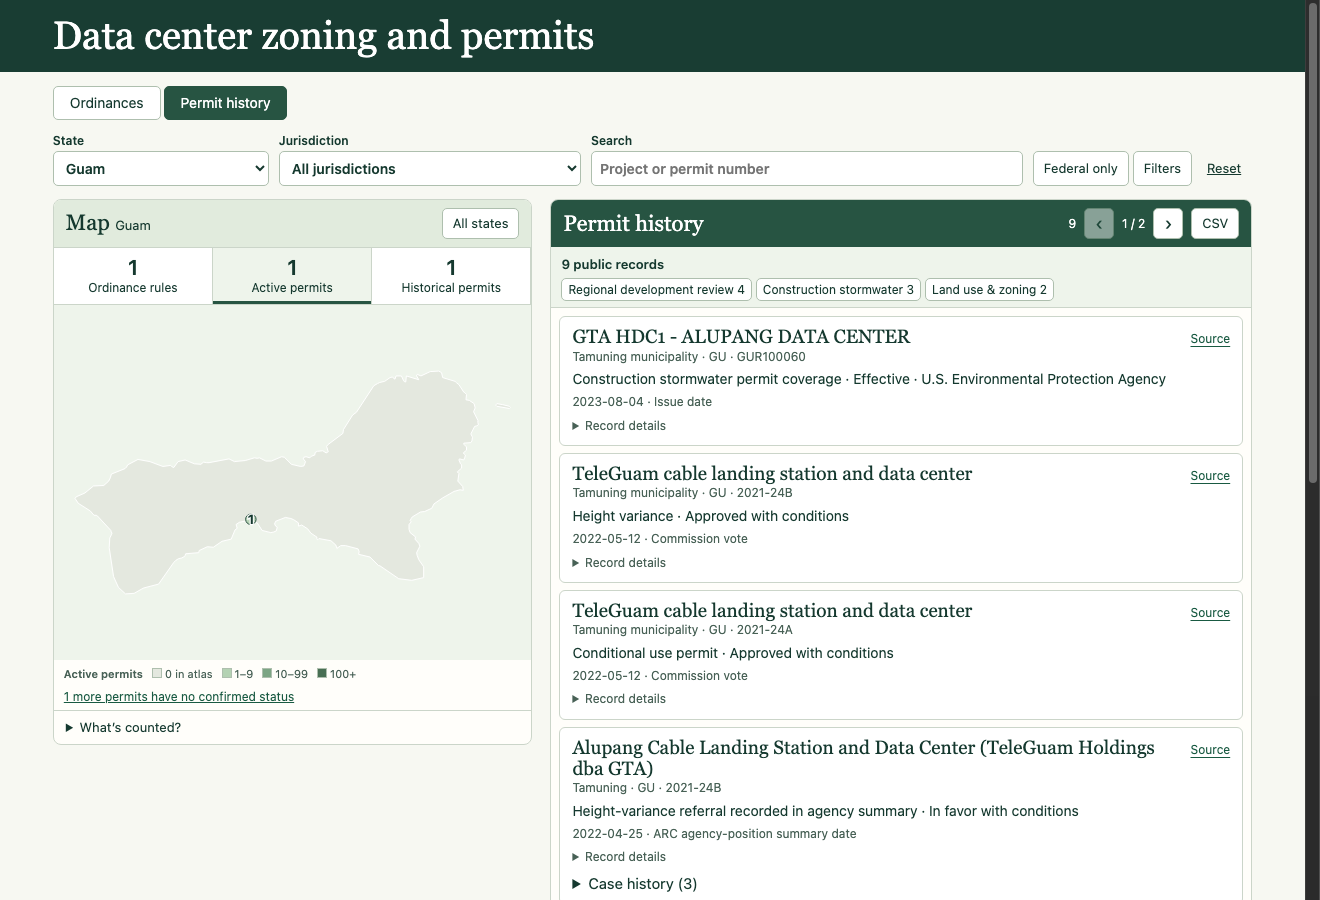 Data center zoning and permits
Ordinances
Permit history
State
Jurisdiction
Search
Guam
All jurisdictions
Project or permit number
Federal only
Filters
Reset
Map Guam
All states
1
Ordinance rules
1
Active permits
1
Historical permits
1
Active permits 0 in atlas 1–9 10–99 100+
1 more permits have no confirmed status
What's counted?
Permit history
9
‹
1 / 2
›
CSV
9 public records
Regional development review 4
Construction stormwater 3
Land use & zoning 2
GTA HDC1 - ALUPANG DATA CENTER
Source
Tamuning municipality · GU · GUR100060
Construction stormwater permit coverage · Effective · U.S. Environmental Protection Agency
2023-08-04 · Issue date
Record details
TeleGuam cable landing station and data center
Source
Tamuning municipality · GU · 2021-24B
Height variance · Approved with conditions
2022-05-12 · Commission vote
Record details
TeleGuam cable landing station and data center
Source
Tamuning municipality · GU · 2021-24A
Conditional use permit · Approved with conditions
2022-05-12 · Commission vote
Record details
Alupang Cable Landing Station and Data Center (TeleGuam Holdings
dba GTA)
Source
Tamuning · GU · 2021-24B
Height-variance referral recorded in agency summary · In favor with conditions
2022-04-25 · ARC agency-position summary date
Record details
Case history (3)